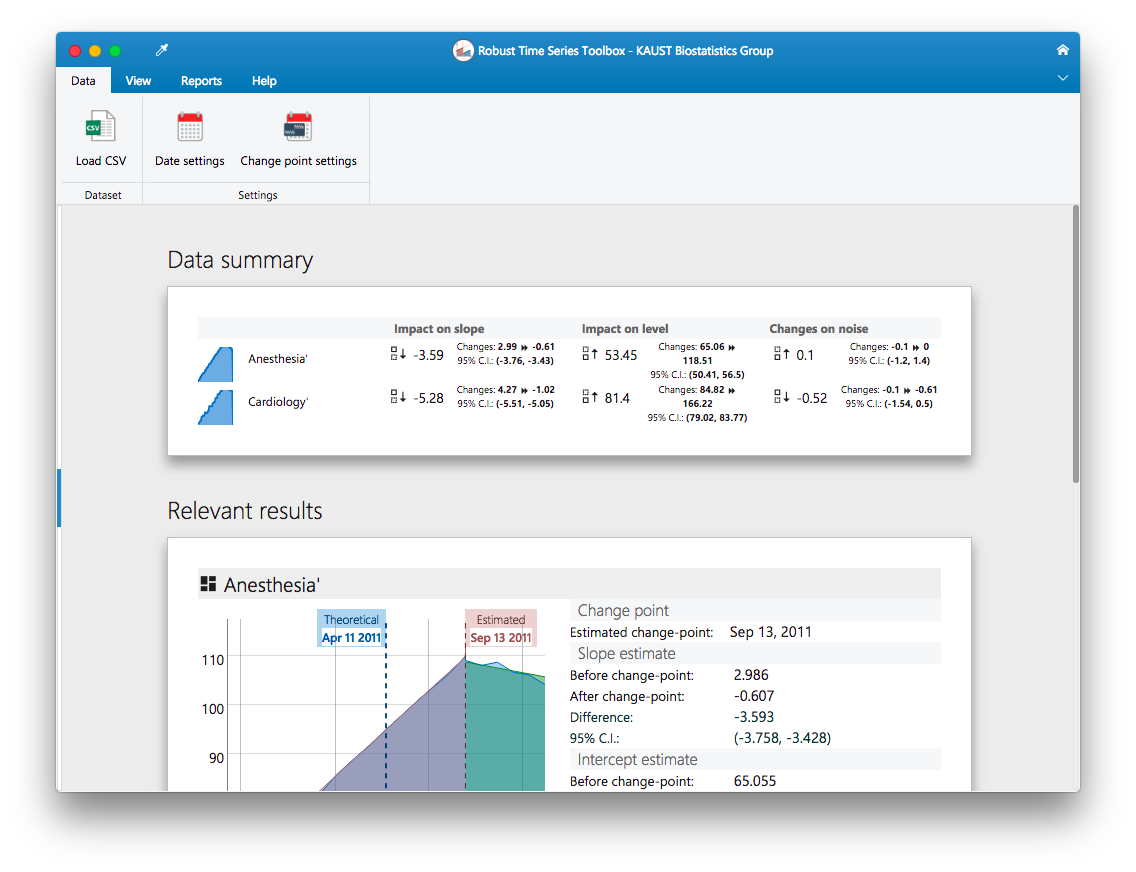 Robust Time Series Toolbox - KAUST Biostatistics Group
Data View Reports Help
CSV
Load CSV Date settings Change point settings
Dataset Settings
Data summary
Impact on slope Impact on level Changes on noise
Anesthesia' -3.59 Changes: 2.99 -0.61 53.45 Changes: 65.06 0.1 Changes: -0.1 0
95% C.I.: (-3.76, -3.43) 118.51 95% C.I.: (-1.2, 1.4)
95% C.I.: (50.41, 56.5)
Cardiology' -5.28 Changes: 4.27 -1.02 81.4 Changes: 84.82 -0.52 Changes: -0.1 -0.61
95% C.I.: (-5.51, -5.05) 166.22 95% C.I.: (-1.54, 0.5)
95% C.I.: (79.02, 83.77)
Relevant results
Anesthesia'
Theoretical
Apr 11 2011
Estimated
Sep 13 2011
110
100
90
Change point
Estimated change-point: Sep 13, 2011
Slope estimate
Before change-point: 2.986
After change-point: -0.607
Difference: -3.593
95% C.I.: (-3.758, -3.428)
Intercept estimate
Before change-point: 65.055